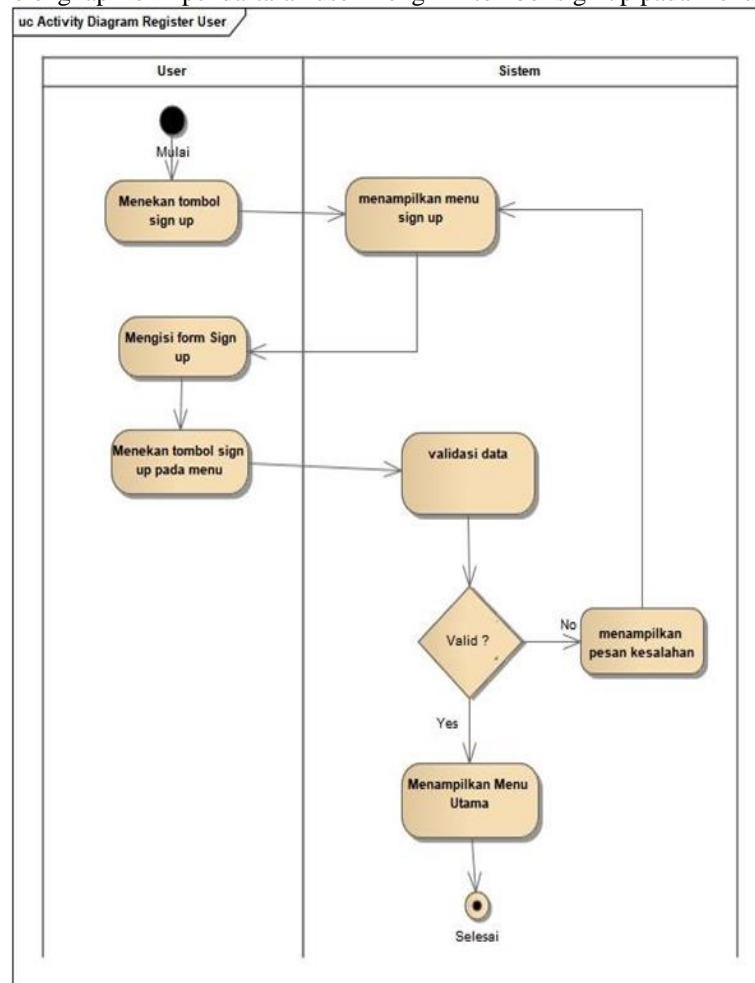 uc Activity Diagram Register User
User
Sistem
Mulai
Menekan tombol
sign up
menampilkan menu
sign up
Mengisi form Sign
up
Menekan tombol sign
up pada menu
validasi data
Valid ?
No
menampilkan
pesan kesalahan
Yes
Menampilkan Menu
Utama
Selesai